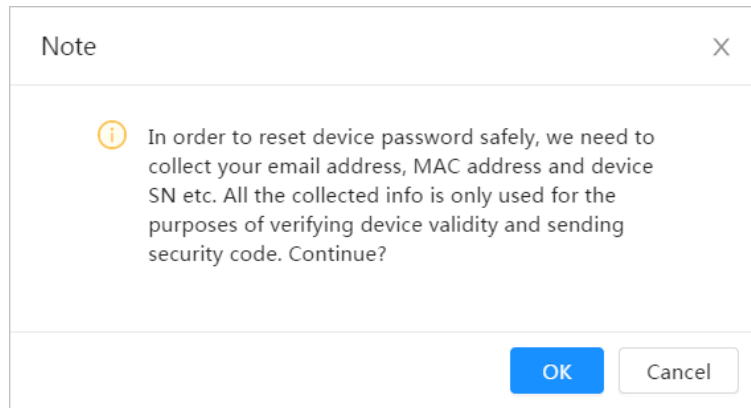 Note
In order to reset device password safely, we need to
collect your email address, MAC address and device
SN etc. All the collected info is only used for the
purposes of verifying device validity and sending
security code. Continue?
OK
Cancel